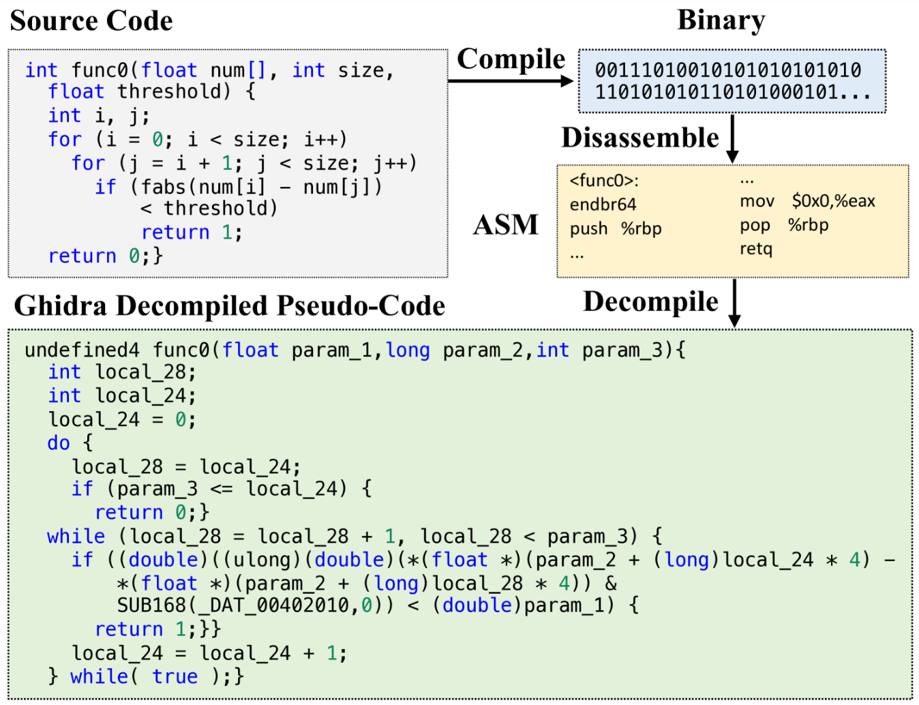 Source Code
int func0(float num[], int size,
float threshold) {
int i, j;
for (i = 0; i < size; i++)
for (j = i + 1; j < size; j++)
if (fabs(num[i] - num[j])
< threshold)
return 1;
return 0;}
Compile
Binary
00111010010101010101010
110101010110101000101...
Disassemble
ASM
<func0>:
endbr64
push %rbp
...
...
mov $0x0,%eax
pop %rbp
retq
Decompile
Ghidra Decompiled Pseudo-Code
undefined4 func0(float param_1,long param_2,int param_3){
int local_28;
int local_24;
local_24 = 0;
do {
local_28 = local_24;
if (param_3 <= local_24) {
return 0;}
while (local_28 = local_28 + 1, local_28 < param_3) {
if ((double)((ulong)(double)(*(float *)(param_2 + (long)local_24 * 4) -
*(float *)(param_2 + (long)local_28 * 4)) &
SUB168(_DAT_00402010,0)) < (double)param_1) {
return 1;}}
local_24 = local_24 + 1;
} while( true );}